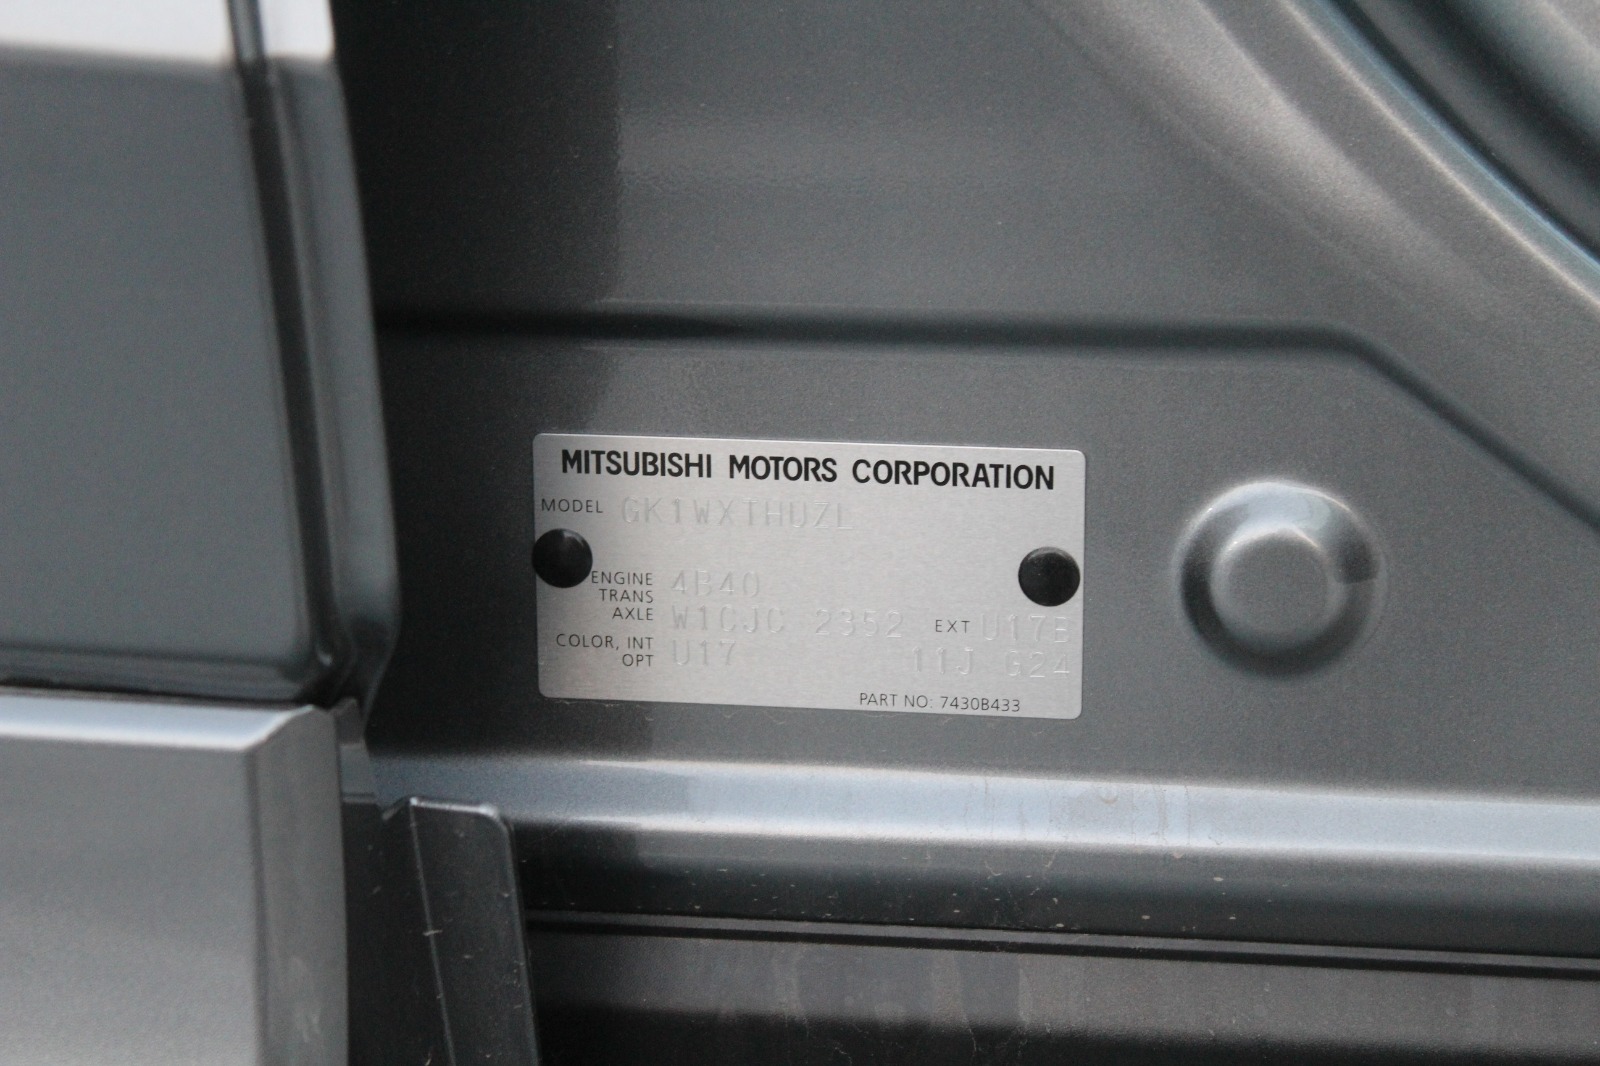 MITSUBISHI MOTORS CORPORATION
MODEL GK1WXTHUZL
ENGINE 4B40
TRANS
AXLE W1CJC 2352 EXT U17B
COLOR, INT U17 11J G24
OPT
PART NO: 7430B433